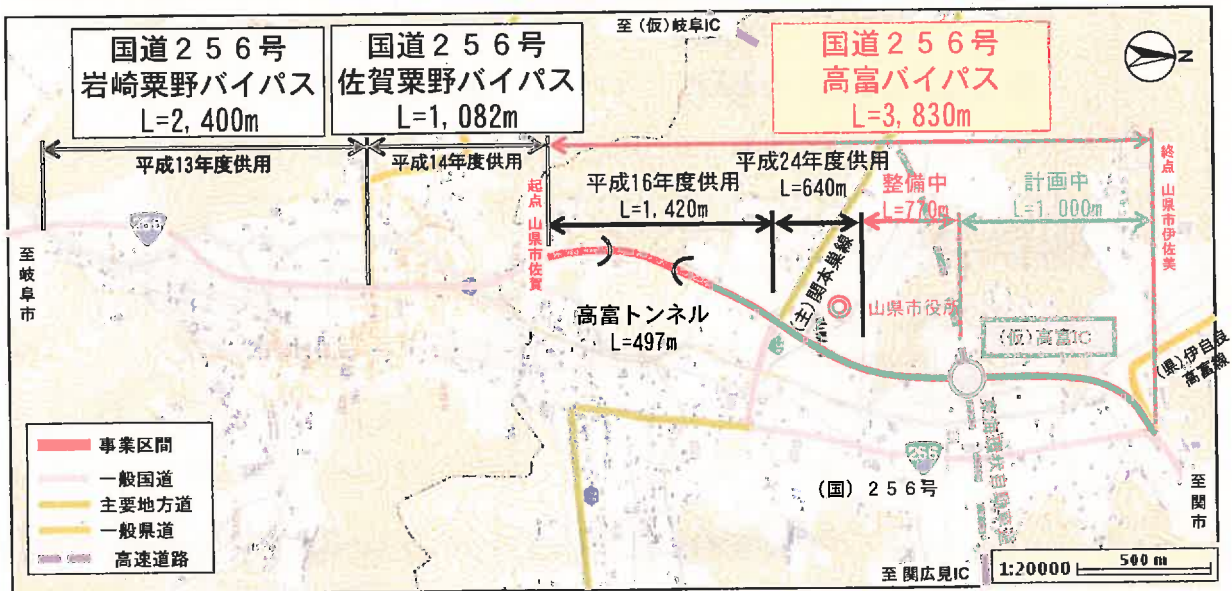 至(仮)岐阜IC
国道256号
岩崎粟野バイパス
L=2,400m
国道256号
佐賀粟野バイパス
L=1,082m
国道256号
高富バイパス
L=3,830m
N
平成13年度供用
平成14年度供用
平成16年度供用
L=1,420m
平成24年度供用
L=640m
整備中
L=770m
計画中
L=1,000m
起点 山県市佐賀
終点 山県市伊佐美
至岐阜市
高富トンネル
L=497m
(主)関本巣線
山県市役所
(仮)高富IC
(県)伊自良
高富線
256
(国)256号
至関市
事業区間
一般国道
主要地方道
一般県道
高速道路
至 関広見IC
1:20000
500 m